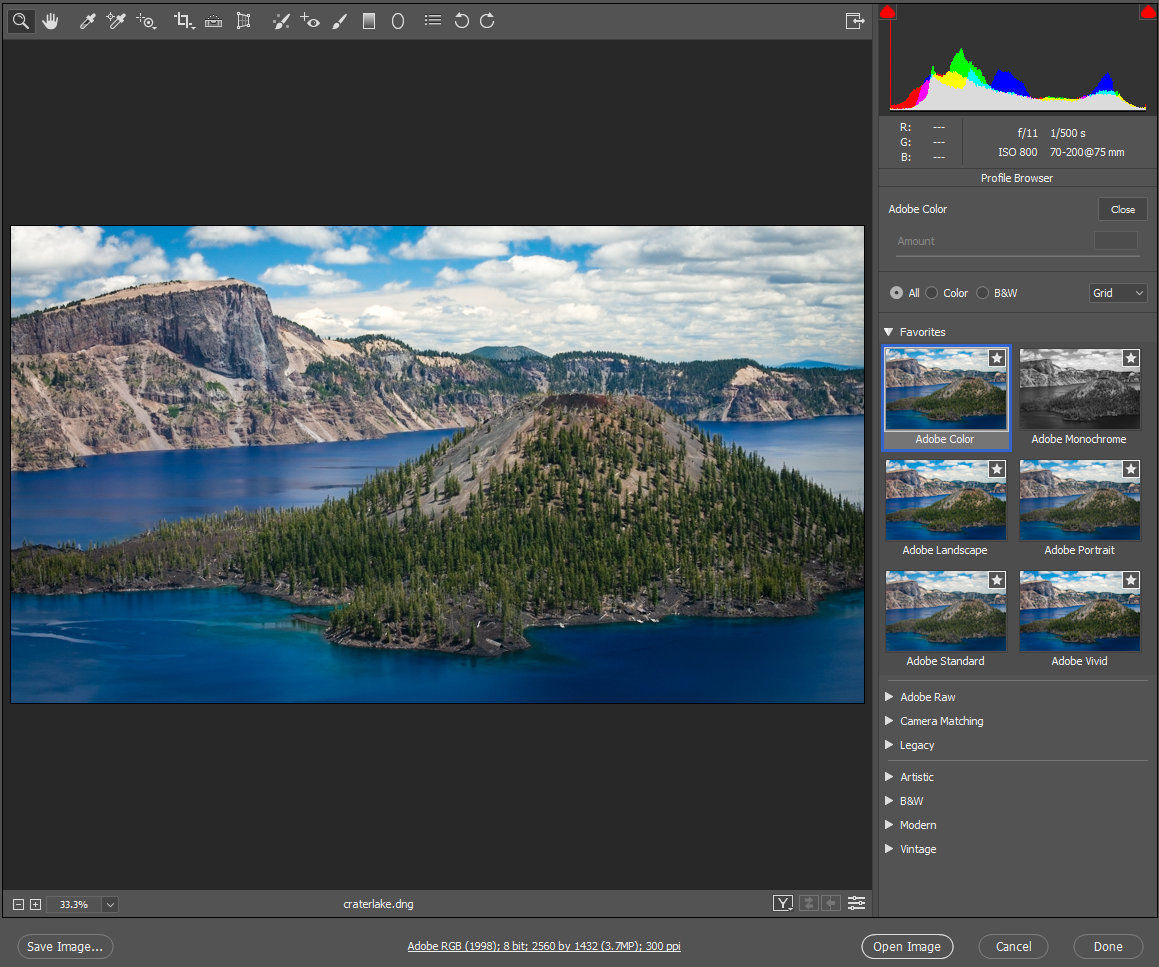 R: ---
G: ---
B: ---
f/11 1/500 s
ISO 800 70-200@75 mm
Profile Browser
Adobe Color
Close
Amount
All Color B&W Grid
Favorites
Adobe Color Adobe Monochrome
Adobe Landscape Adobe Portrait
Adobe Standard Adobe Vivid
Adobe Raw
Camera Matching
Legacy
Artistic
B&W
Modern
Vintage
33.3% craterlake.dng Y
Save Image... Adobe RGB (1998); 8 bit; 2560 by 1432 (3.7MP); 300 ppi Open Image Cancel Done